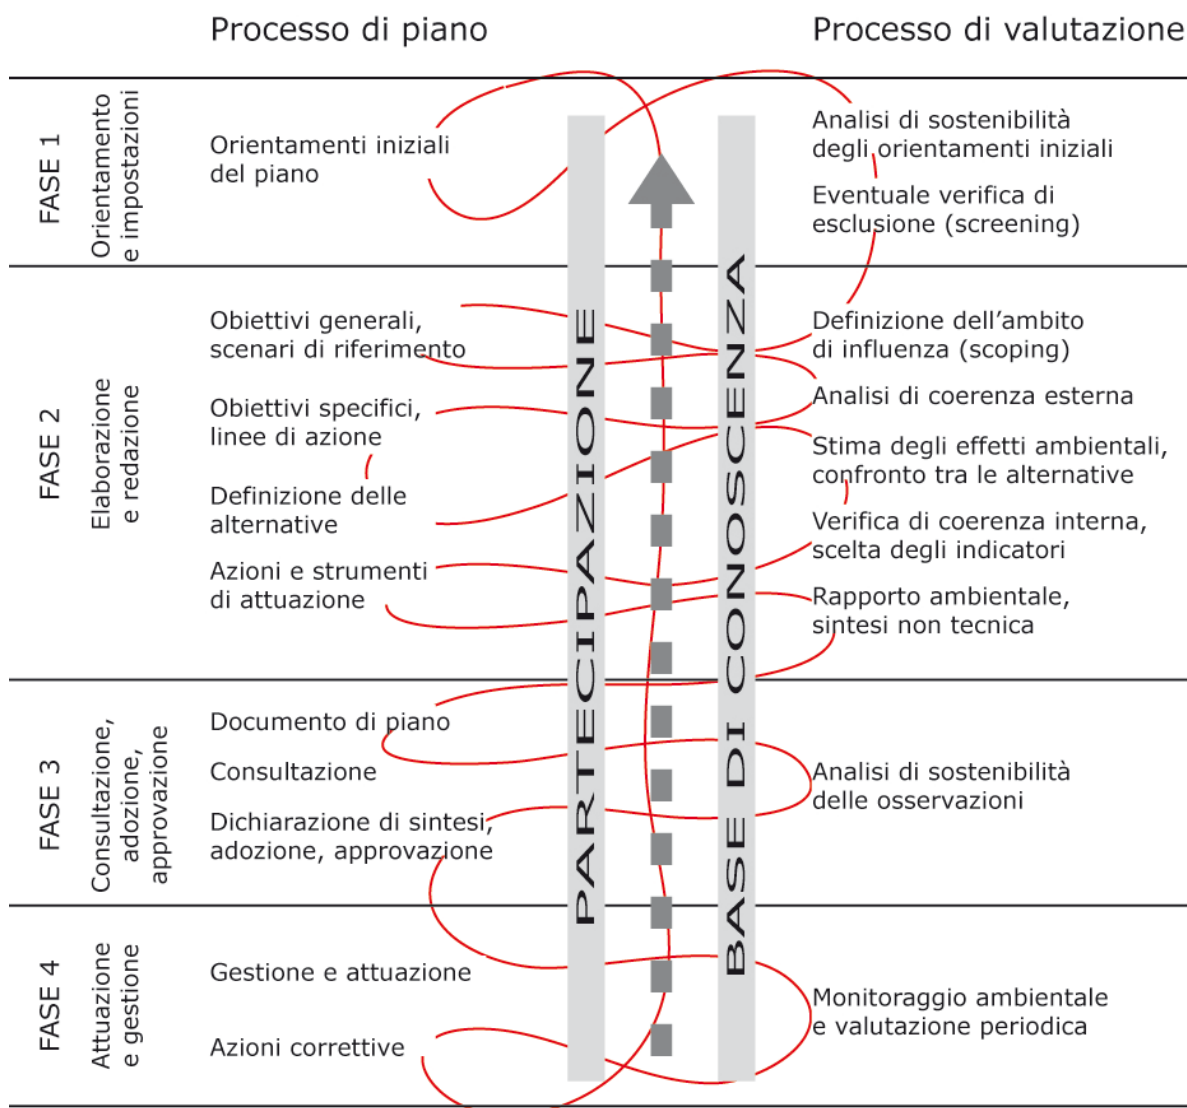 Processo di piano
Processo di valutazione
FASE 1
Orientamento
e impostazioni
Orientamenti iniziali
del piano
Analisi di sostenibilità
degli orientamenti iniziali
Eventuale verifica di
esclusione (screening)
FASE 2
Elaborazione
e redazione
Obiettivi generali,
scenari di riferimento
Obiettivi specifici,
linee di azione
Definizione delle
alternative
Azioni e strumenti
di attuazione
Definizione dell’ambito
di influenza (scoping)
Analisi di coerenza esterna
Stima degli effetti ambientali,
confronto tra le alternative
Verifica di coerenza interna,
scelta degli indicatori
Rapporto ambientale,
sintesi non tecnica
FASE 3
Consultazione,
adozione,
approvazione
Documento di piano
Consultazione
Dichiarazione di sintesi,
adozione, approvazione
Analisi di sostenibilità
delle osservazioni
FASE 4
Attuazione
e gestione
Gestione e attuazione
Azioni correttive
Monitoraggio ambientale
e valutazione periodica
PARTECIPAZIONE
BASE DI CONOSCENZA